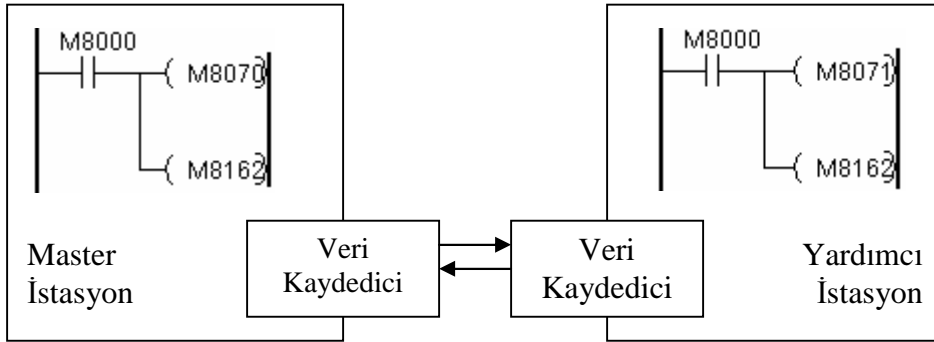 M8000
M8070
M8162
Master
İstasyon
Veri
Kaydedici
Veri
Kaydedici
M8000
M8071
M8162
Yardımcı
İstasyon